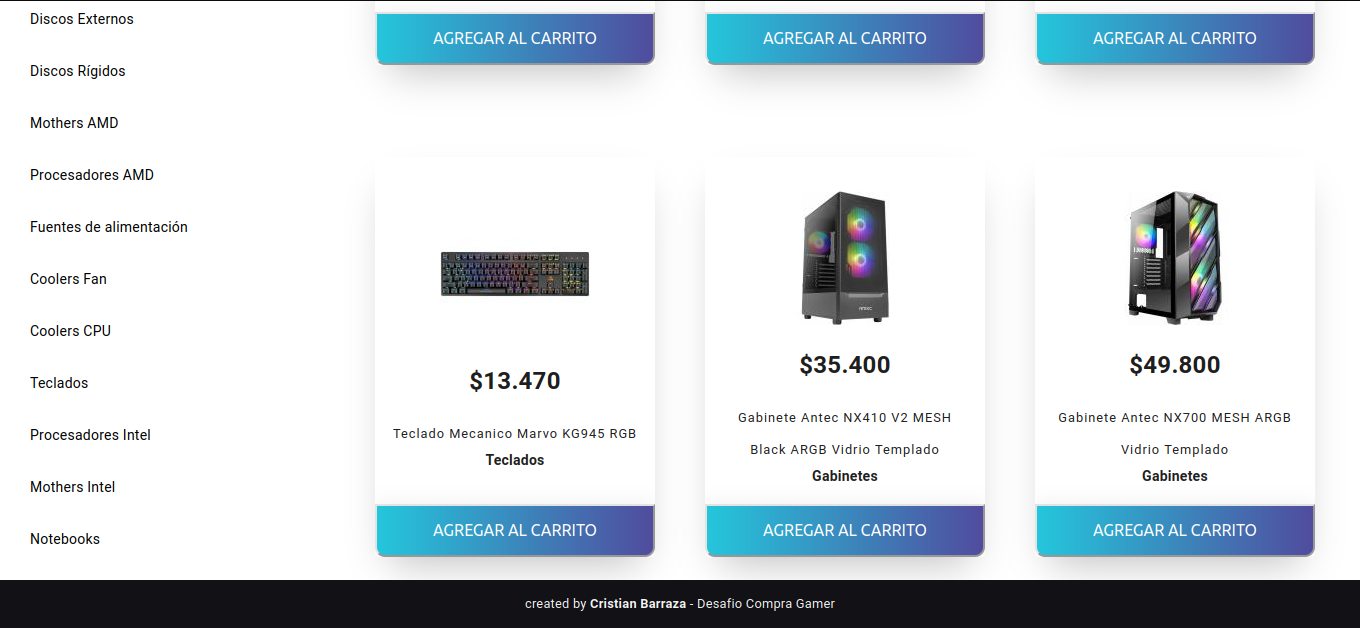 Discos Externos
Discos Rígidos
Mothers AMD
Procesadores AMD
Fuentes de alimentación
Coolers Fan
Coolers CPU
Teclados
Procesadores Intel
Mothers Intel
Notebooks
AGREGAR AL CARRITO
AGREGAR AL CARRITO
AGREGAR AL CARRITO
$13.470
Teclado Mecanico Marvo KG945 RGB
Teclados
AGREGAR AL CARRITO
ANTEC
$35.400
Gabinete Antec NX410 V2 MESH
Black ARGB Vidrio Templado
Gabinetes
AGREGAR AL CARRITO
$49.800
Gabinete Antec NX700 MESH ARGB
Vidrio Templado
Gabinetes
AGREGAR AL CARRITO
created by Cristian Barraza - Desafio Compra Gamer